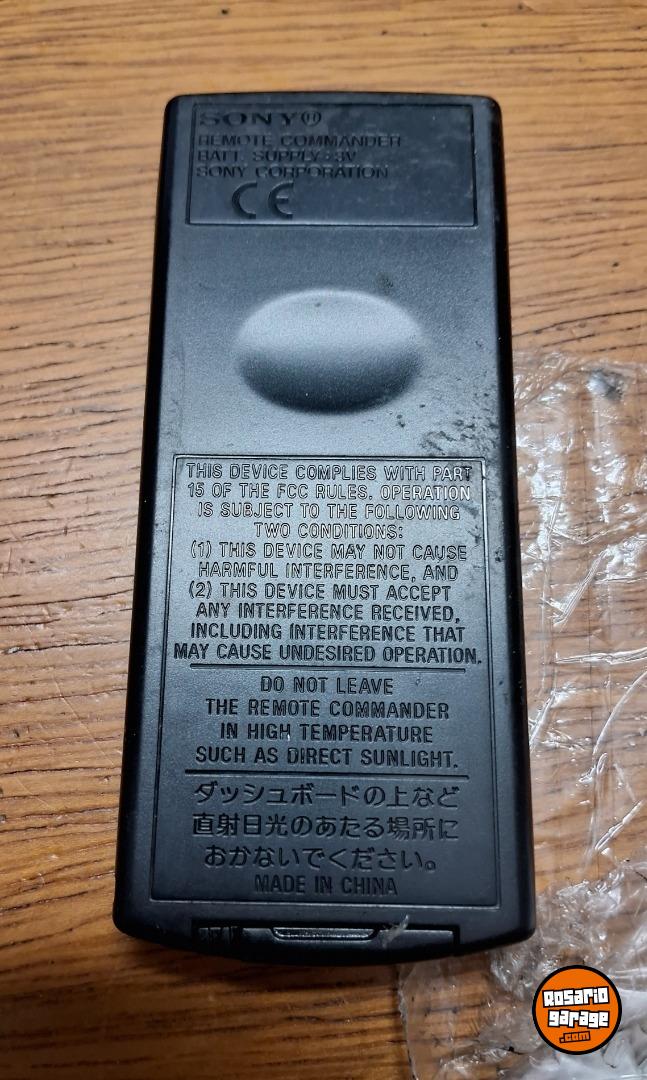 SONY
REMOTE COMMANDER
BATT. SUPPLY : 3V
SONY CORPORATION
CE
THIS DEVICE COMPLIES WITH PART
15 OF THE FCC RULES. OPERATION
IS SUBJECT TO THE FOLLOWING
TWO CONDITIONS:
(1) THIS DEVICE MAY NOT CAUSE
HARMFUL INTERFERENCE, AND
(2) THIS DEVICE MUST ACCEPT
ANY INTERFERENCE RECEIVED,
INCLUDING INTERFERENCE THAT
MAY CAUSE UNDESIRED OPERATION.
DO NOT LEAVE
THE REMOTE COMMANDER
IN HIGH TEMPERATURE
SUCH AS DIRECT SUNLIGHT.
ダッシュボードの上など
直射日光のあたる場所に
おかないでください。
MADE IN CHINA
Rosario
garage
.com